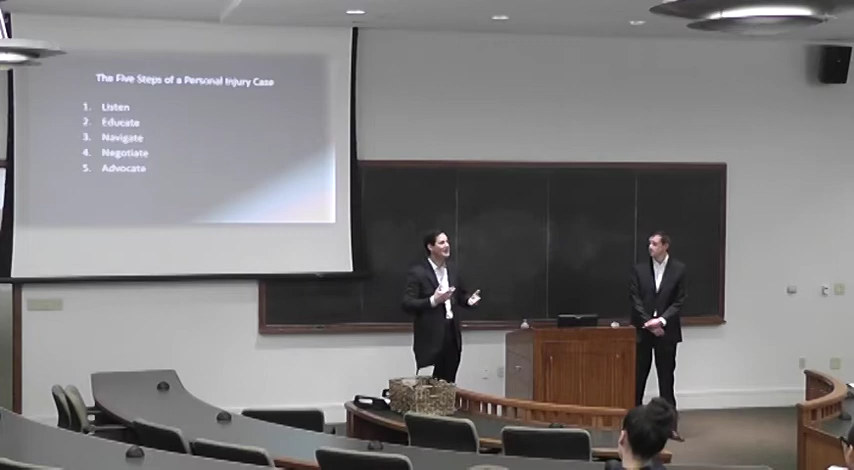 The Five Steps of a Personal Injury Case
1. Listen
2. Educate
3. Navigate
4. Negotiate
5. Advocate